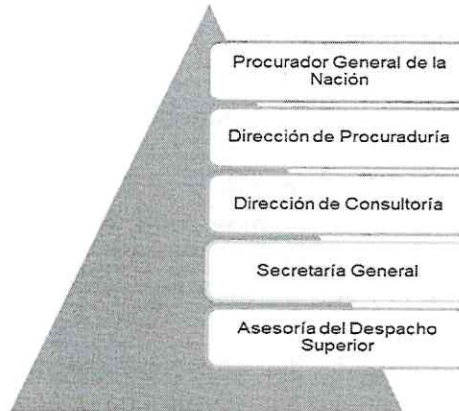 Procurador General de la
Nación
Dirección de Procuraduría
Dirección de Consultoría
Secretaría General
Asesoría del Despacho
Superior